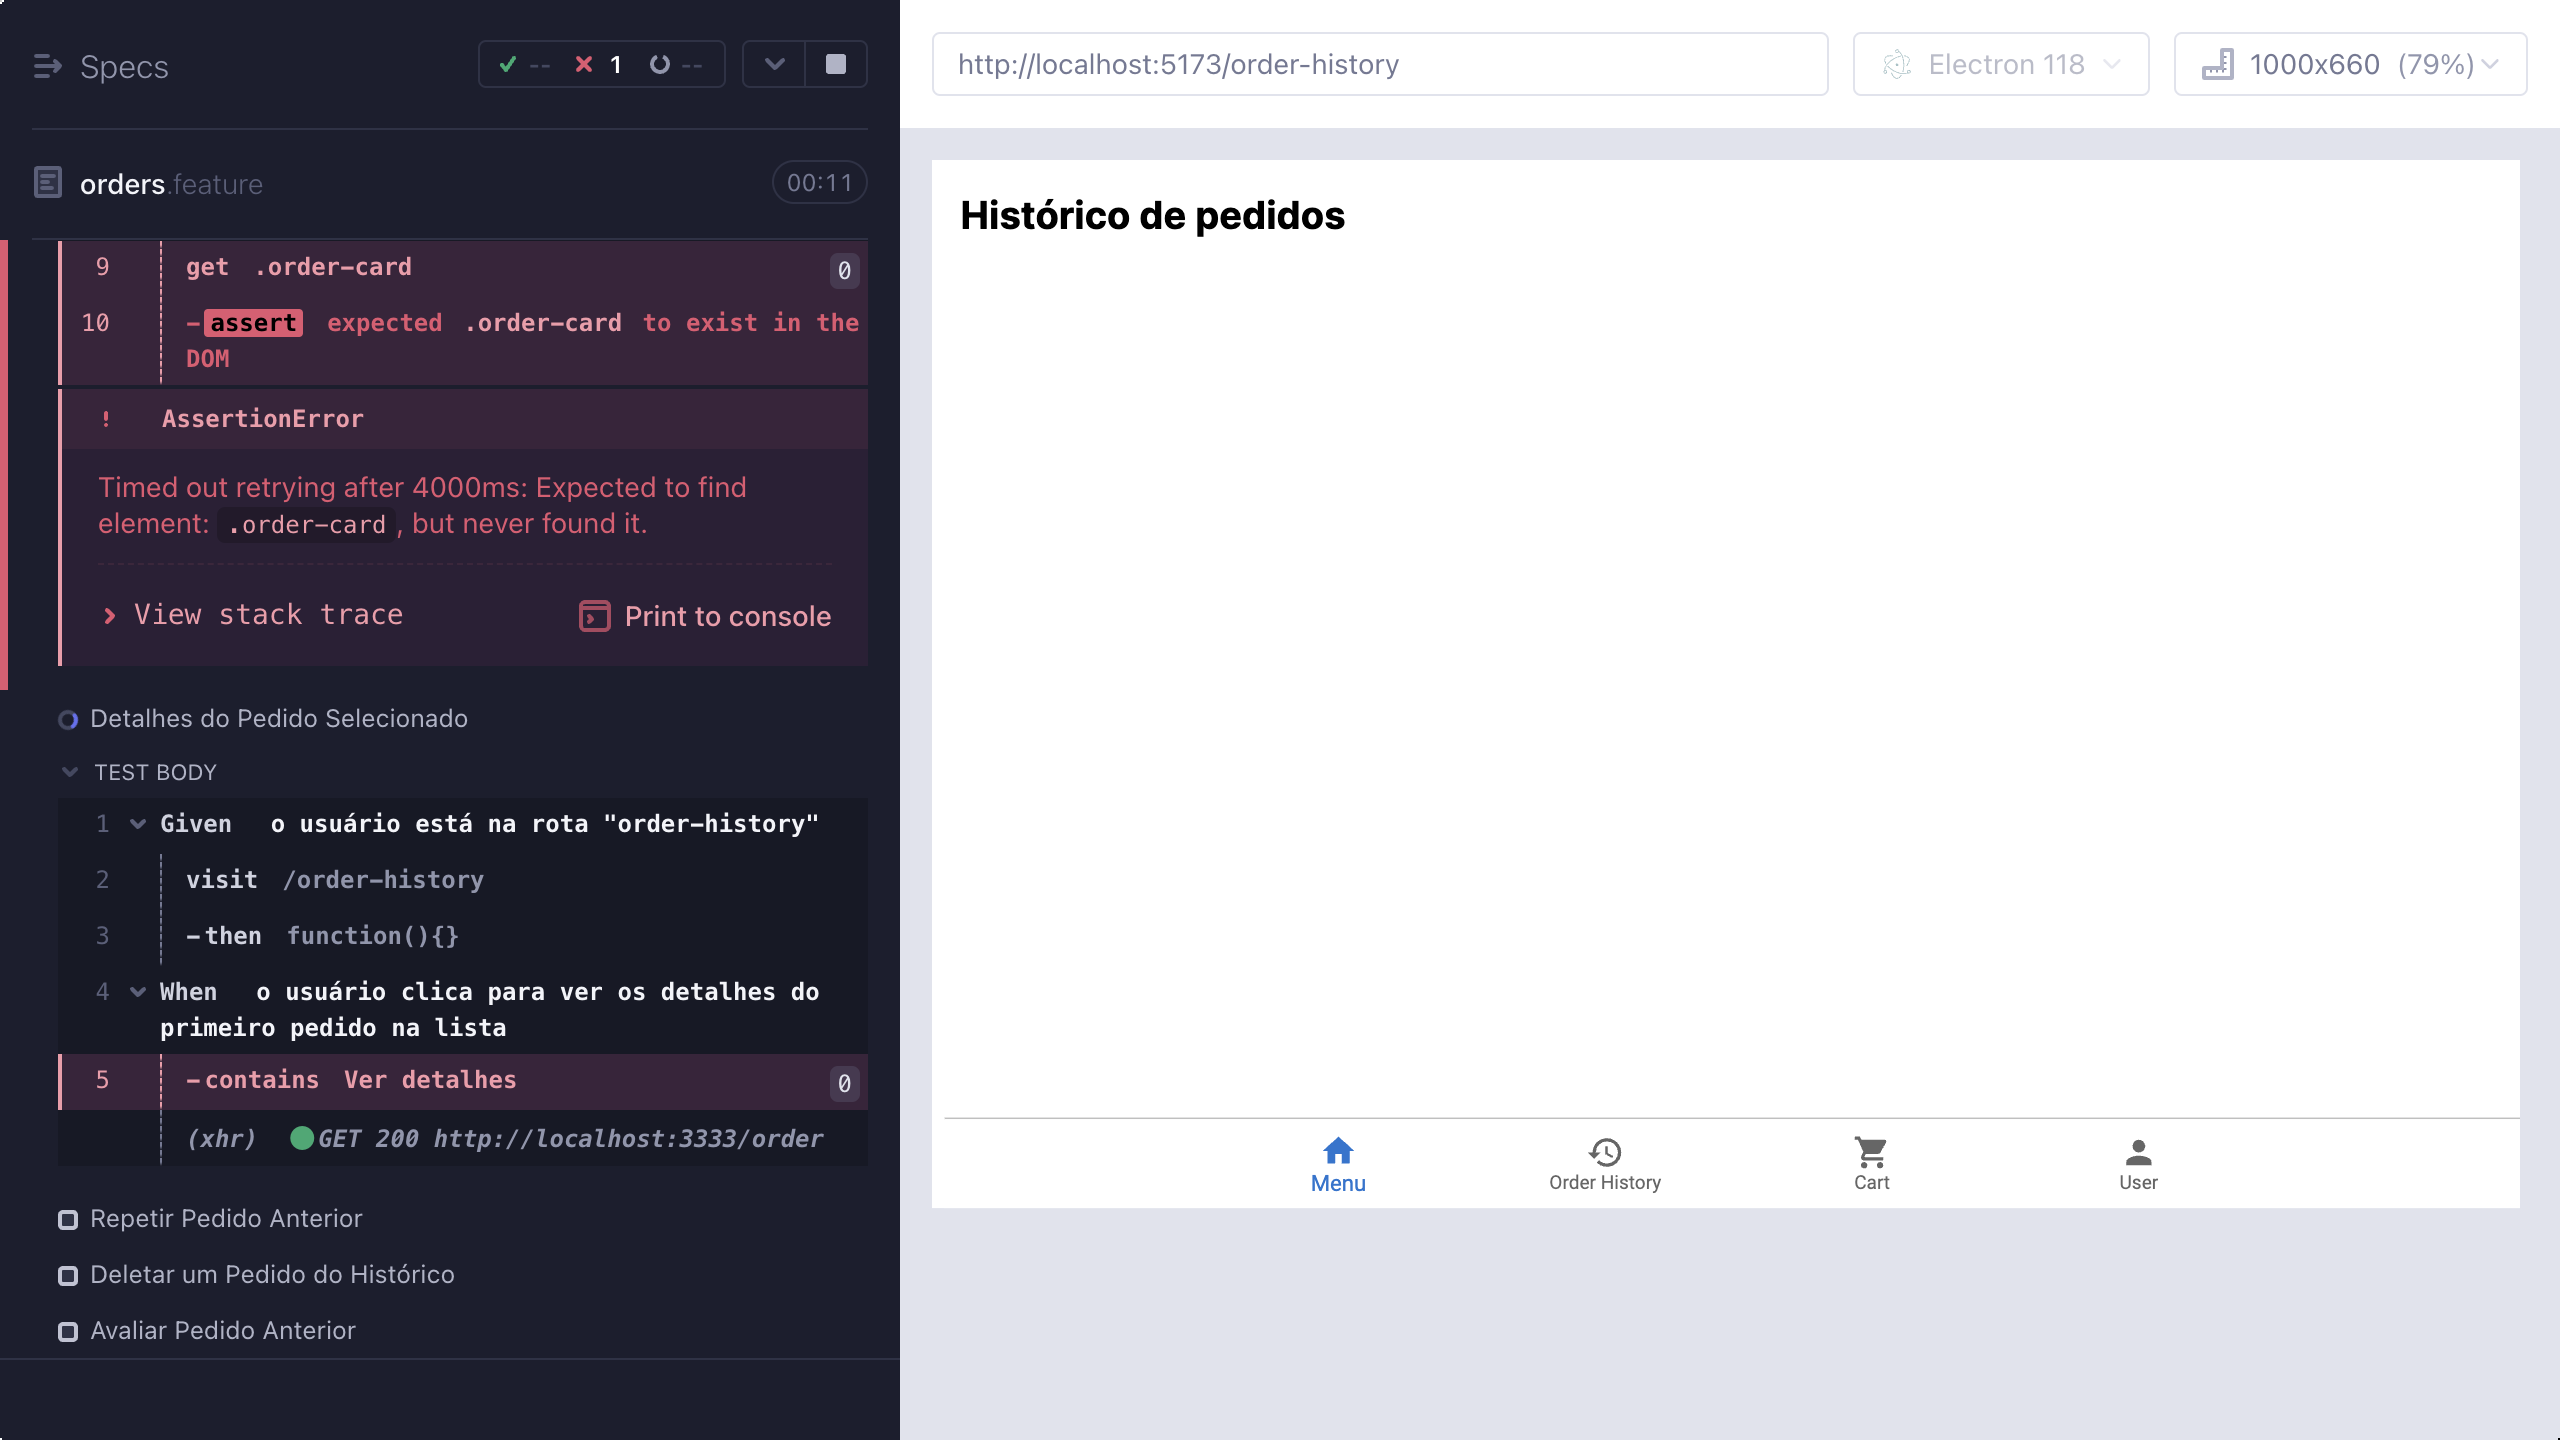 Specs
--
1
--
http://localhost:5173/order-history
Electron 118
1000x660 (79%)
orders.feature
00:11
9 get .order-card 0
10 -assert expected .order-card to exist in the
DOM
! AssertionError
Timed out retrying after 4000ms: Expected to find
element: .order-card, but never found it.
View stack trace
Print to console
Detalhes do Pedido Selecionado
TEST BODY
1 Given o usuário está na rota "order-history"
2 visit /order-history
3 -then function(){}
4 When o usuário clica para ver os detalhes do
primeiro pedido na lista
5 -contains Ver detalhes 0
(xhr) GET 200 http://localhost:3333/order
Repetir Pedido Anterior
Deletar um Pedido do Histórico
Avaliar Pedido Anterior
Histórico de pedidos
Menu
Order History
Cart
User